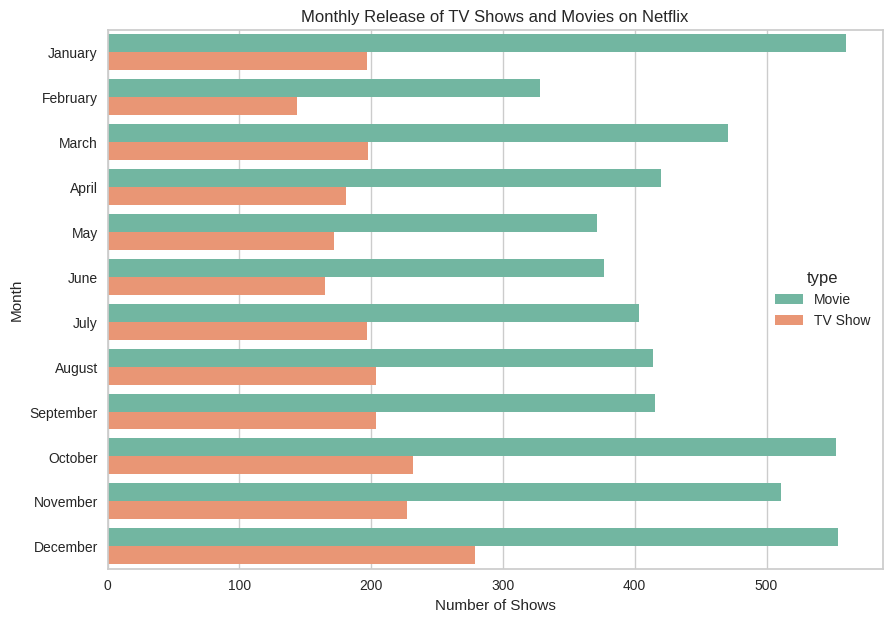 Monthly Release of TV Shows and Movies on Netflix
January
February
March
April
May
June
July
August
September
October
November
December
Month
type
Movie
TV Show
0 100 200 300 400 500
Number of Shows